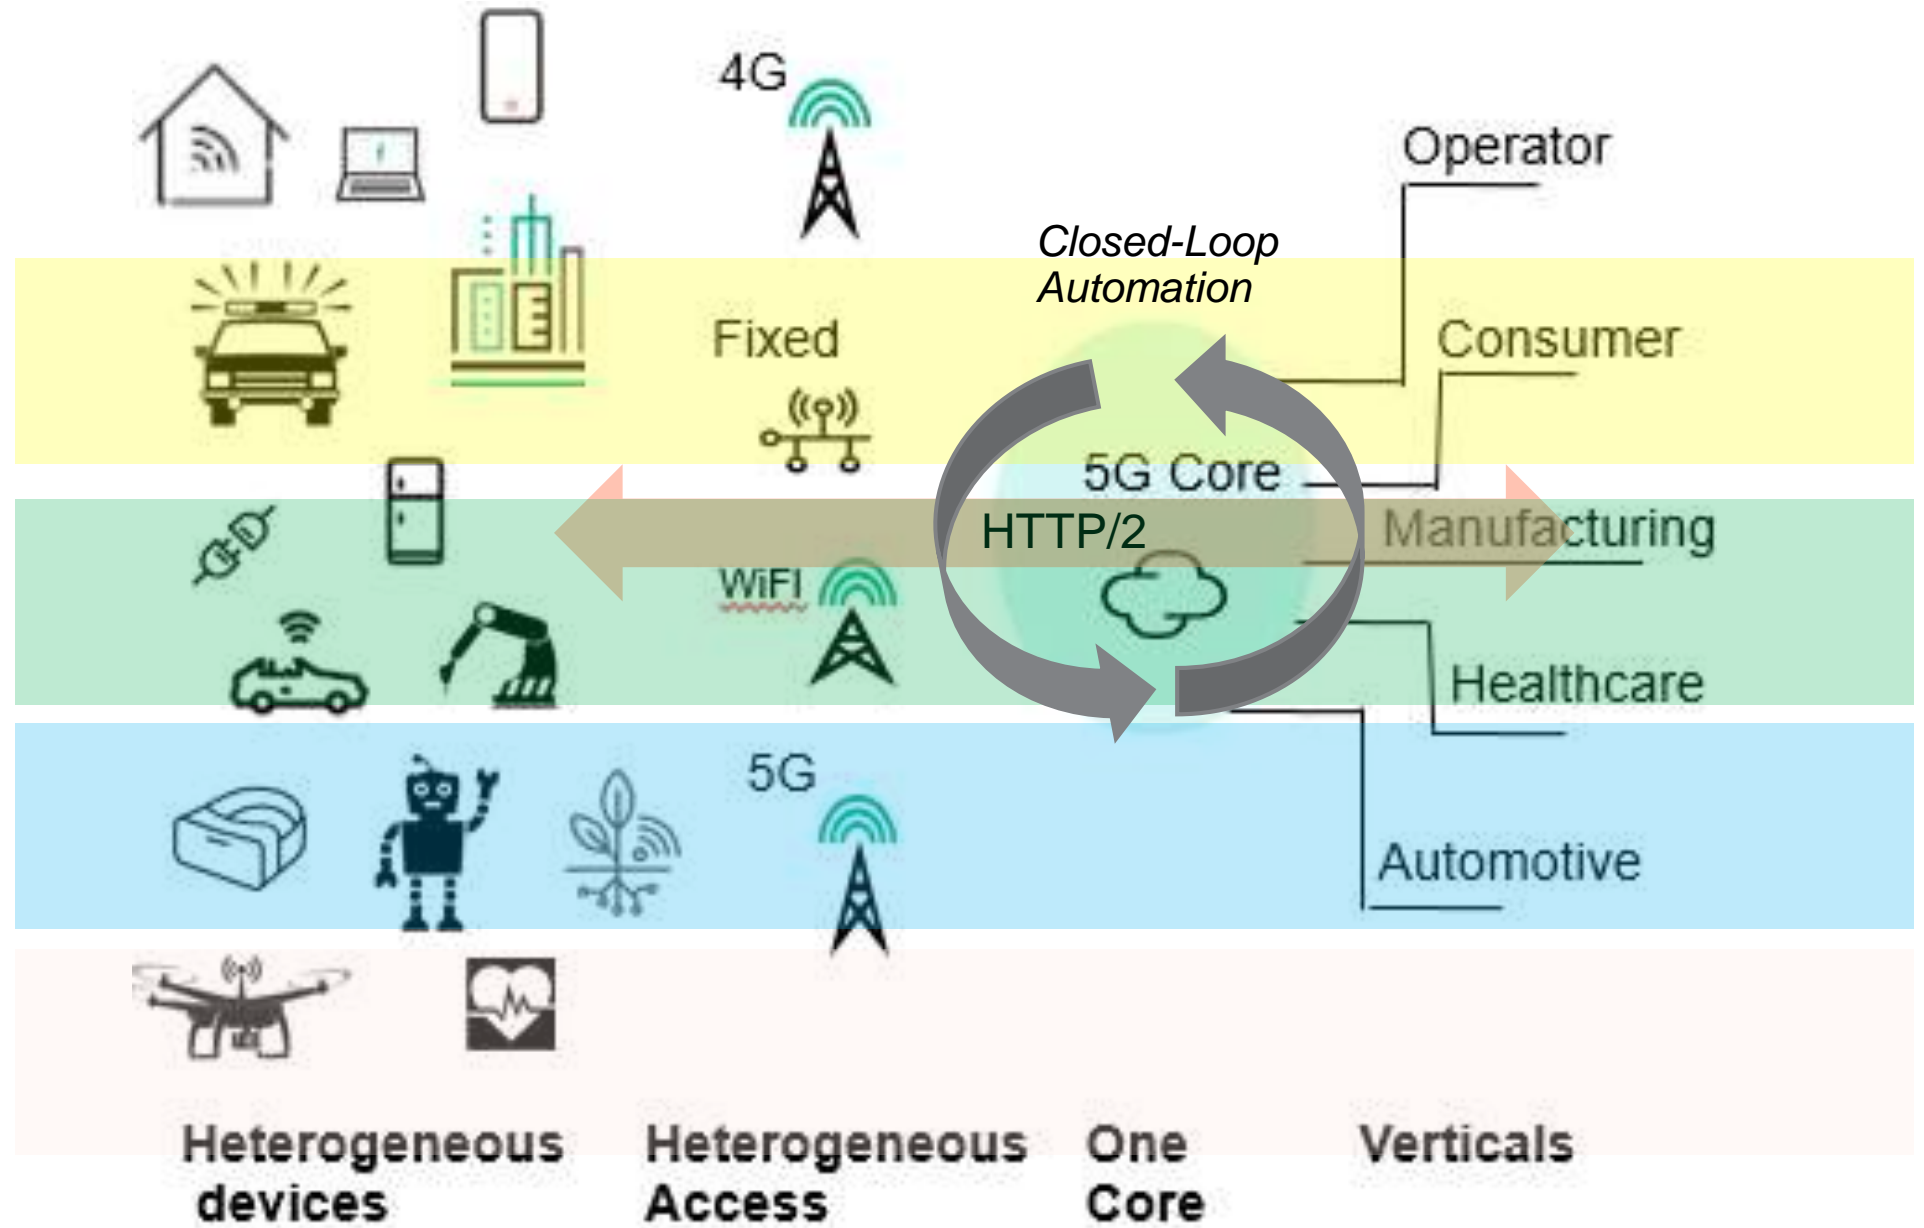 4G
Operator
Closed-Loop
Automation
Fixed
Consumer
5G Core
HTTP/2
Manufacturing
WiFI
Healthcare
5G
Automotive
Heterogeneous
devices
Heterogeneous
Access
One
Core
Verticals